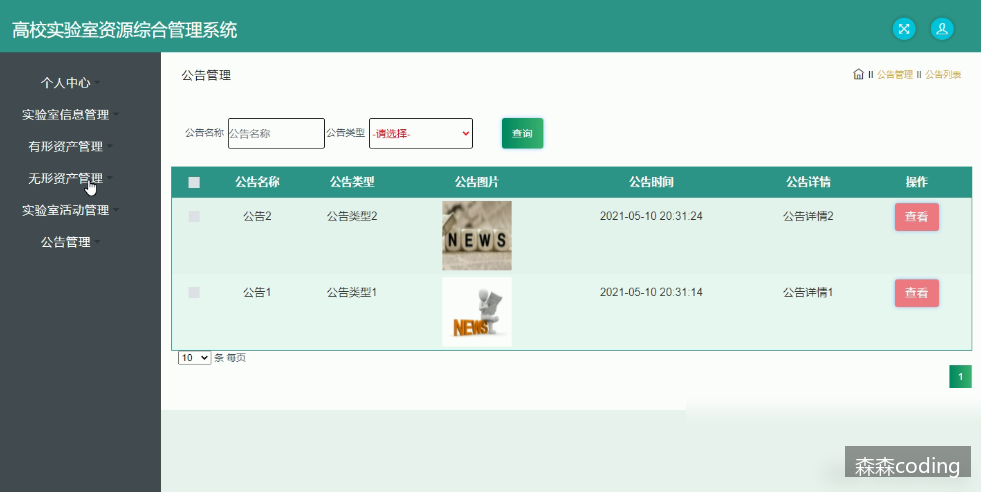 高校实验室资源综合管理系统
个人中心
实验室信息管理
有形资产管理
无形资产管理
实验室活动管理
公告管理
公告管理
II 公告管理 II 公告列表
公告名称 公告名称 公告类型 -请选择- 查询
公告名称 公告类型 公告图片 公告时间 公告详情 操作
公告2 公告类型2 NEWS 2021-05-10 20:31:24 公告详情2 查看
公告1 公告类型1 NEWS 2021-05-10 20:31:14 公告详情1 查看
10 条 每页
1
森森coding